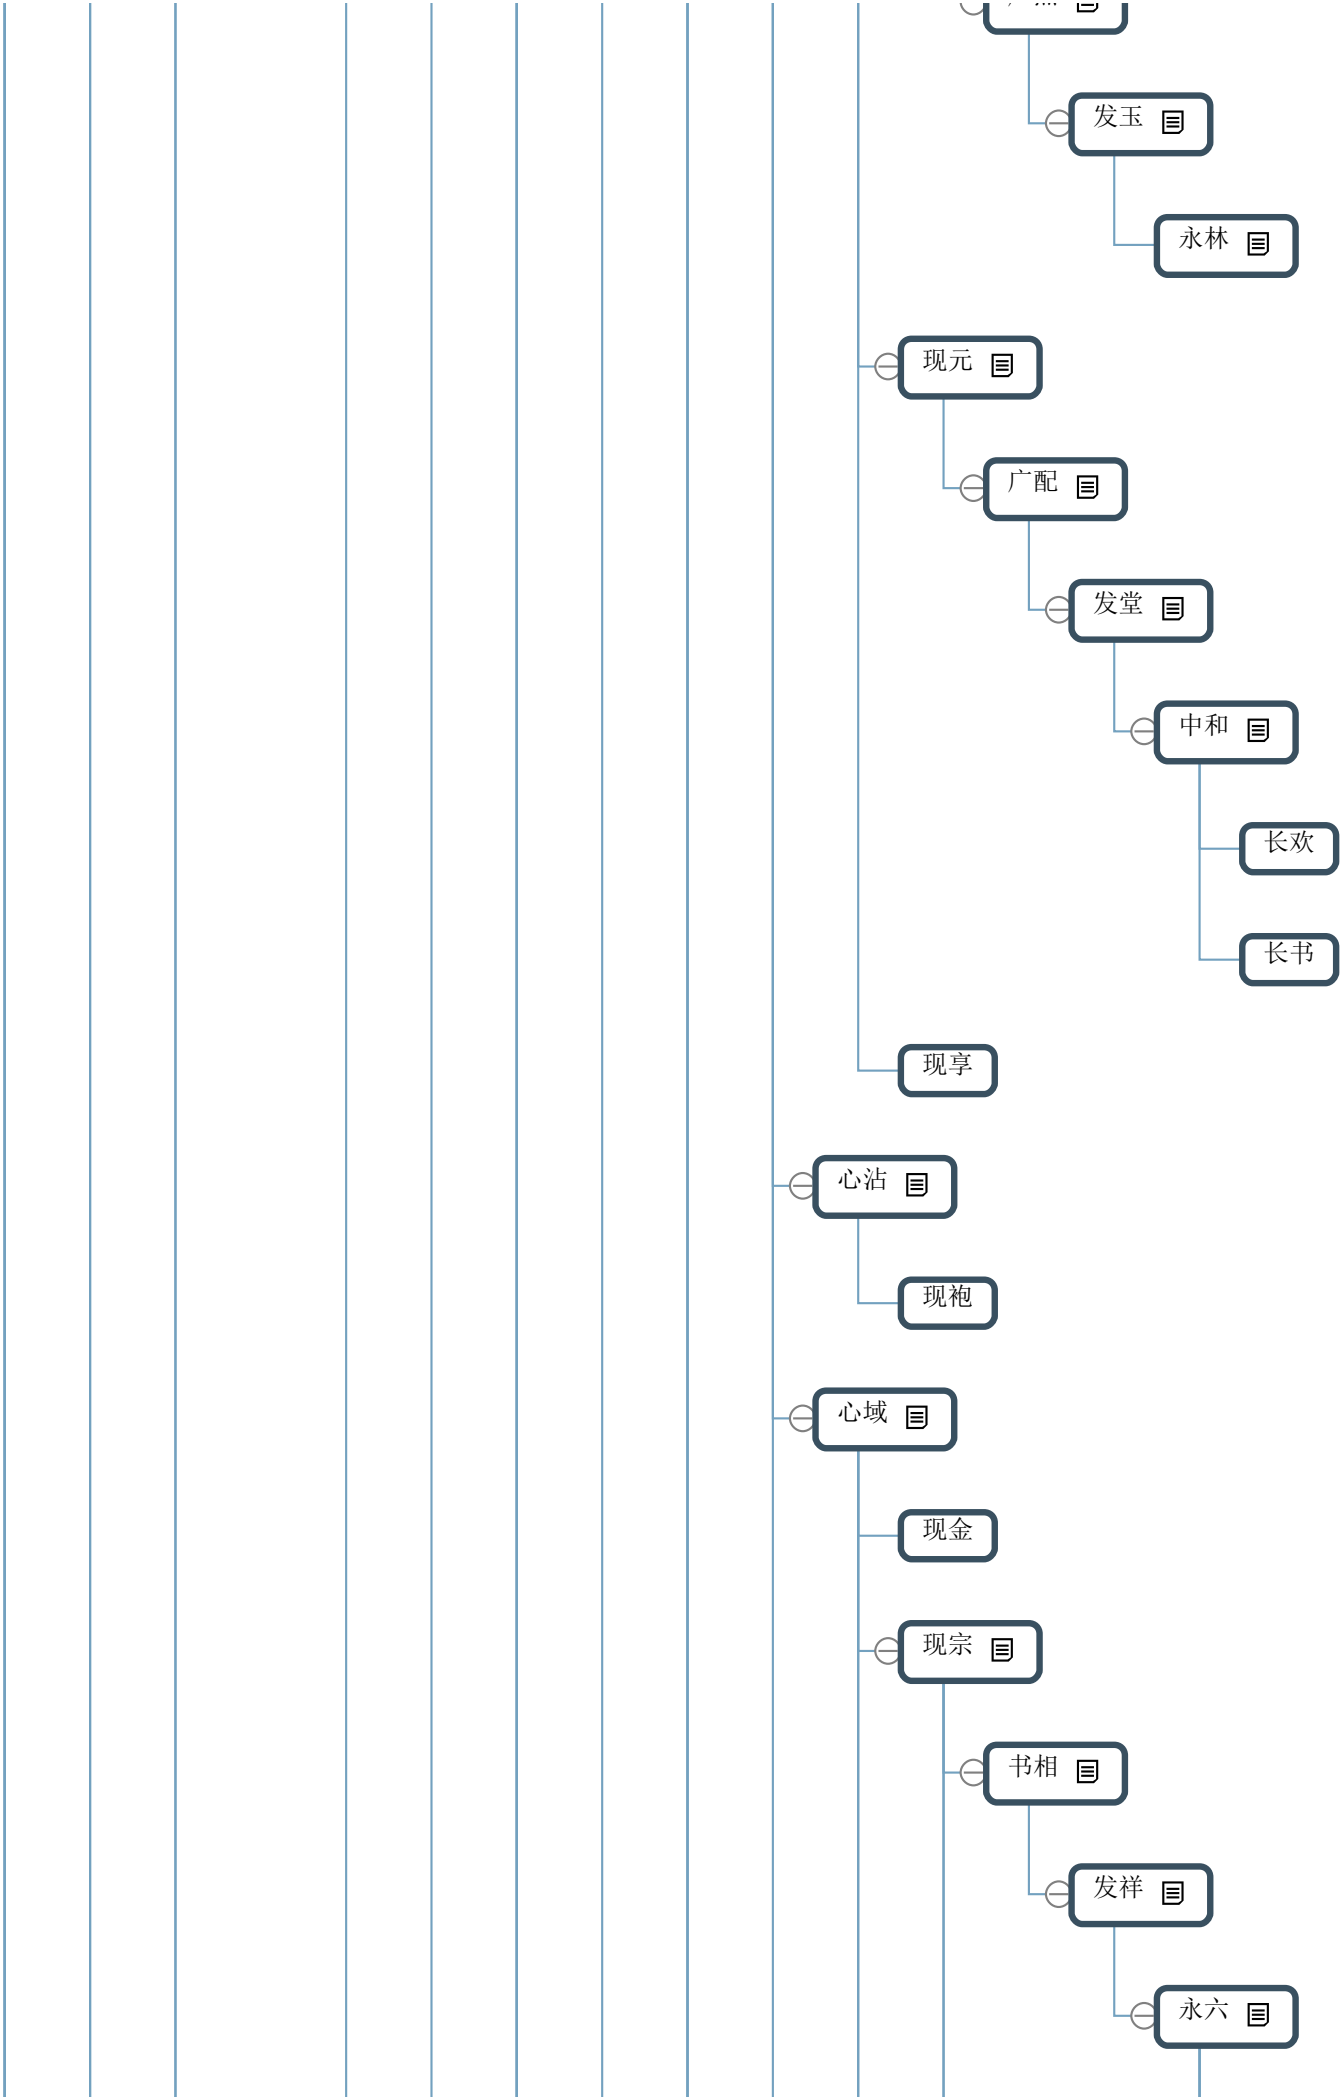 发玉
永林
现元
广配
发堂
中和
长欢
长书
现享
心沾
现袍
心域
现金
现宗
书相
发祥
永六